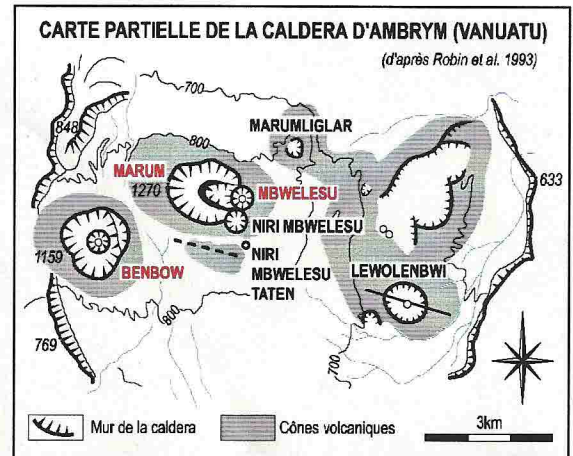 CARTE PARTIELLE DE LA CALDERA D'AMBRYM (VANUATU)
(d'après Robin et al. 1993)
700
848
MARUMLIGLAR
800
MARUM
1270
MBWELESU
633
NIRI MBWELESU
1159
BENBOW
NIRI
MBWELESU
TATEN
LEWOLENBWI
800
769
700
Mur de la caldera
Cônes volcaniques
3km